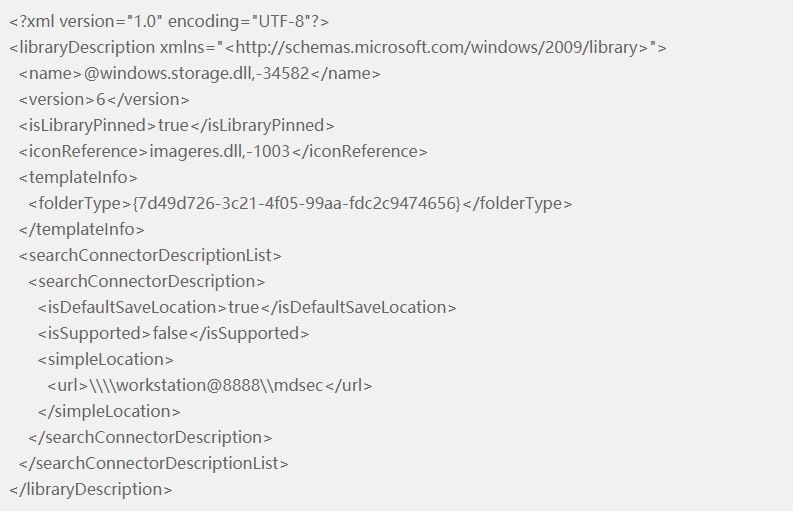 <?xml version="1.0" encoding="UTF-8"?>
<libraryDescription xmlns="<http://schemas.microsoft.com/windows/2009/library>">
<name>@windows.storage.dll,-34582</name>
<version>6</version>
<isLibraryPinned>true</isLibraryPinned>
<iconReference>imageres.dll,-1003</iconReference>
<templateInfo>
<folderType>{7d49d726-3c21-4f05-99aa-fdc2c9474656}</folderType>
</templateInfo>
<searchConnectorDescriptionList>
<searchConnectorDescription>
<isDefaultSaveLocation>true</isDefaultSaveLocation>
<isSupported>false</isSupported>
<simpleLocation>
<url>\\\\workstation@8888\\mdsec</url>
</simpleLocation>
</searchConnectorDescription>
</searchConnectorDescriptionList>
</libraryDescription>